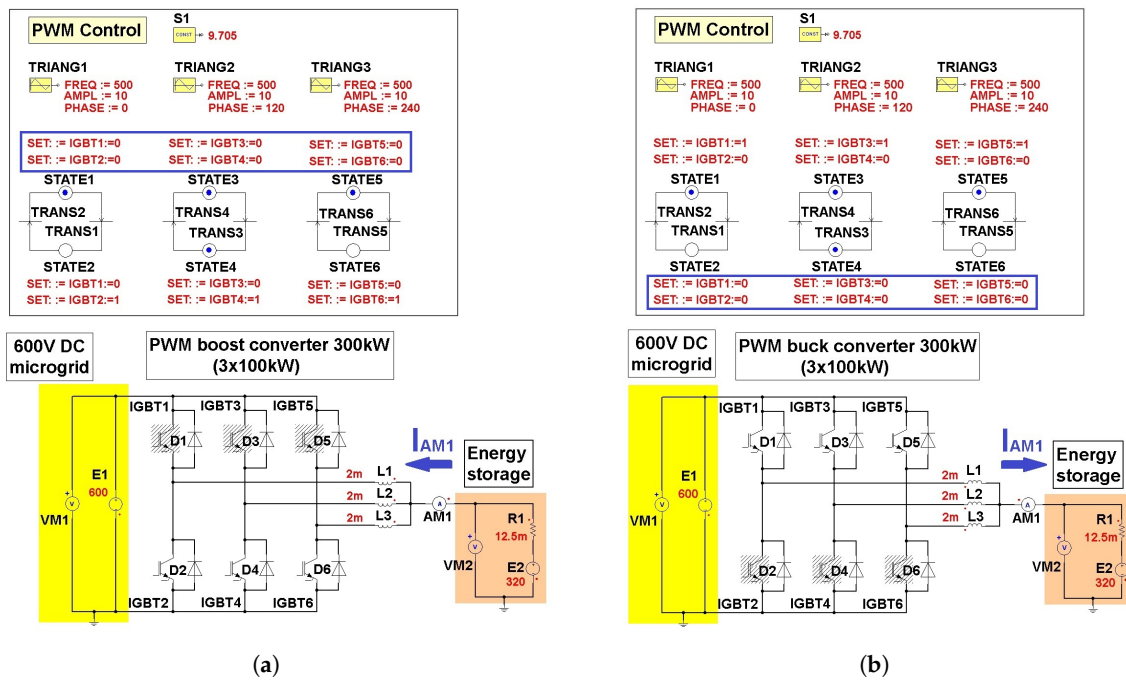 PWM Control
S1
CONST
9.705
TRIANG1
FREQ := 500
AMPL := 10
PHASE := 0
TRIANG2
FREQ := 500
AMPL := 10
PHASE := 120
TRIANG3
FREQ := 500
AMPL := 10
PHASE := 240
SET: := IGBT1:=0
SET: := IGBT2:=0
SET: := IGBT3:=0
SET: := IGBT4:=0
SET: := IGBT5:=0
SET: := IGBT6:=0
STATE1
TRANS2
TRANS1
STATE2
STATE3
TRANS4
TRANS3
STATE4
STATE5
TRANS6
TRANS5
STATE6
SET: := IGBT1:=0
SET: := IGBT2:=1
SET: := IGBT3:=0
SET: := IGBT4:=1
SET: := IGBT5:=0
SET: := IGBT6:=1
600V DC
microgrid
PWM boost converter 300kW
(3x100kW)
IGBT1
IGBT3
IGBT5
D1
D3
D5
I AM1
Energy
storage
E1
600
+
V
VM1
2m
L1
2m
L2
2m
L3
A
AM1
+
V
VM2
R1
12.5m
E2
320
D2
D4
D6
IGBT2
IGBT4
IGBT6
(a)
PWM Control
S1
CONST
9.705
TRIANG1
FREQ := 500
AMPL := 10
PHASE := 0
TRIANG2
FREQ := 500
AMPL := 10
PHASE := 120
TRIANG3
FREQ := 500
AMPL := 10
PHASE := 240
SET: := IGBT1:=1
SET: := IGBT2:=0
SET: := IGBT3:=1
SET: := IGBT4:=0
SET: := IGBT5:=1
SET: := IGBT6:=0
STATE1
TRANS2
TRANS1
STATE2
STATE3
TRANS4
TRANS3
STATE4
STATE5
TRANS6
TRANS5
STATE6
SET: := IGBT1:=0
SET: := IGBT2:=0
SET: := IGBT3:=0
SET: := IGBT4:=0
SET: := IGBT5:=0
SET: := IGBT6:=0
600V DC
microgrid
PWM buck converter 300kW
(3x100kW)
IGBT1
IGBT3
IGBT5
D1
D3
D5
I AM1
Energy
storage
E1
600
+
V
VM1
2m
L1
2m
L2
2m
L3
A
AM1
+
V
VM2
R1
12.5m
E2
320
D2
D4
D6
IGBT2
IGBT4
IGBT6
(b)